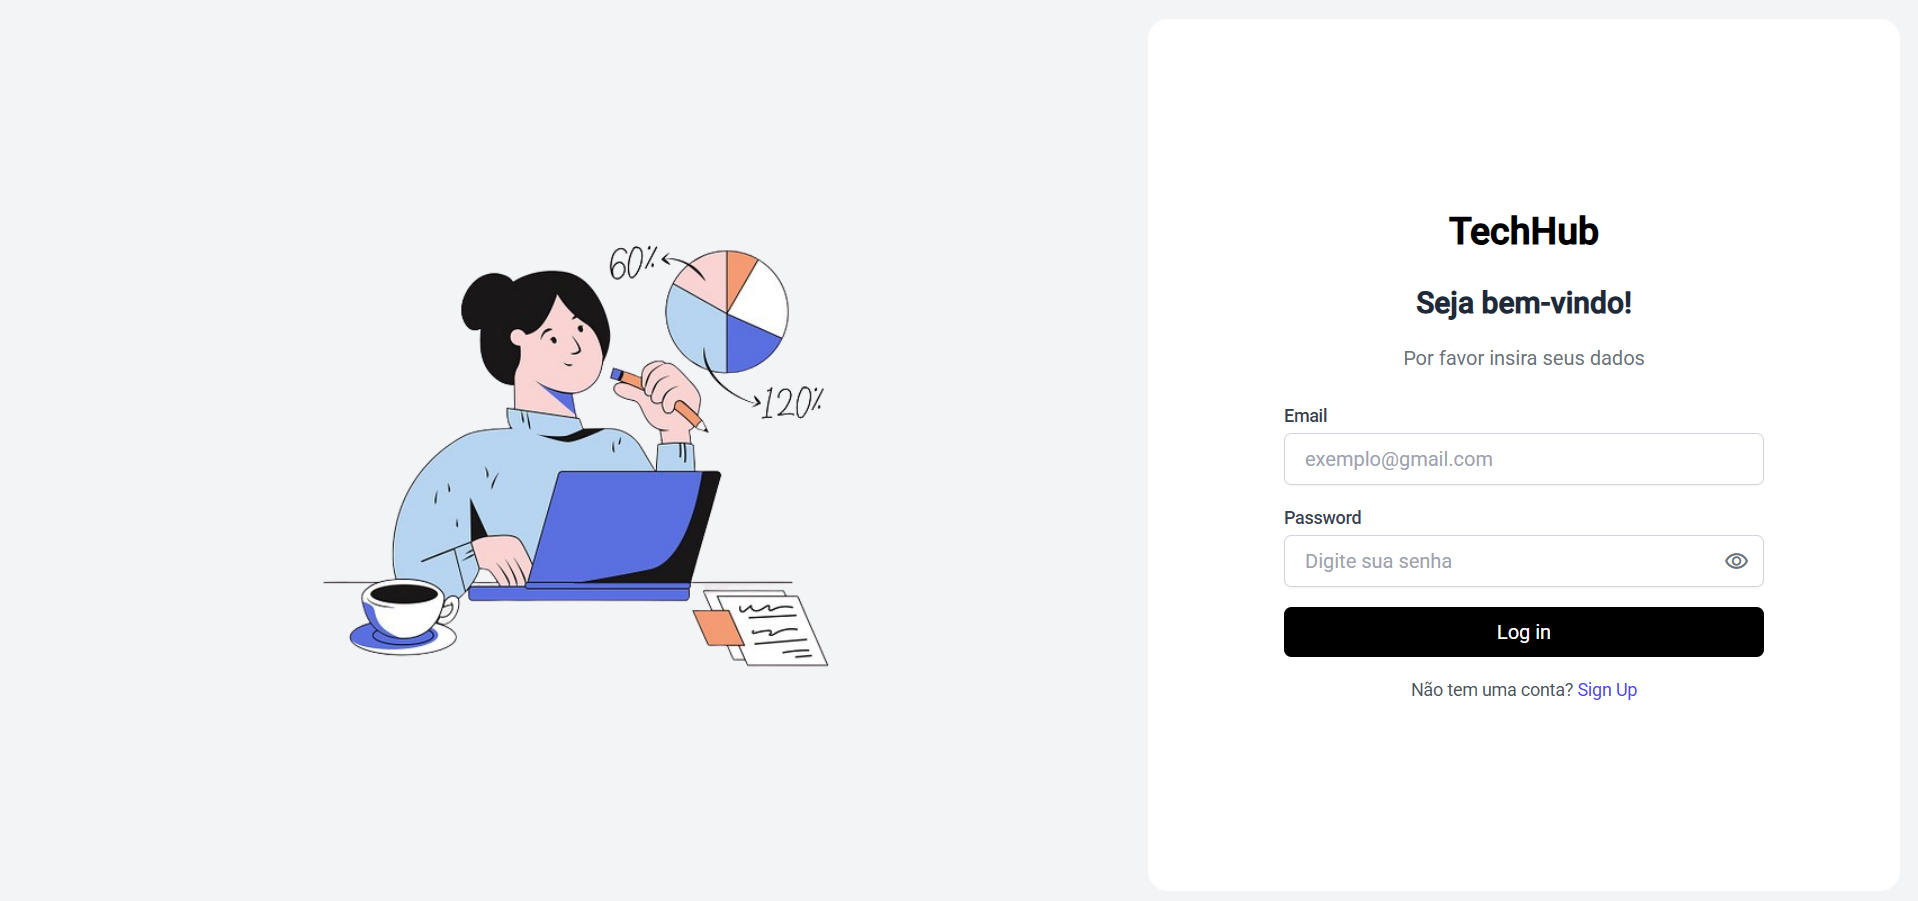 60%
120%
TechHub
Seja bem-vindo!
Por favor insira seus dados
Email
exemplo@gmail.com
Password
Digite sua senha
Log in
Não tem uma conta? Sign Up